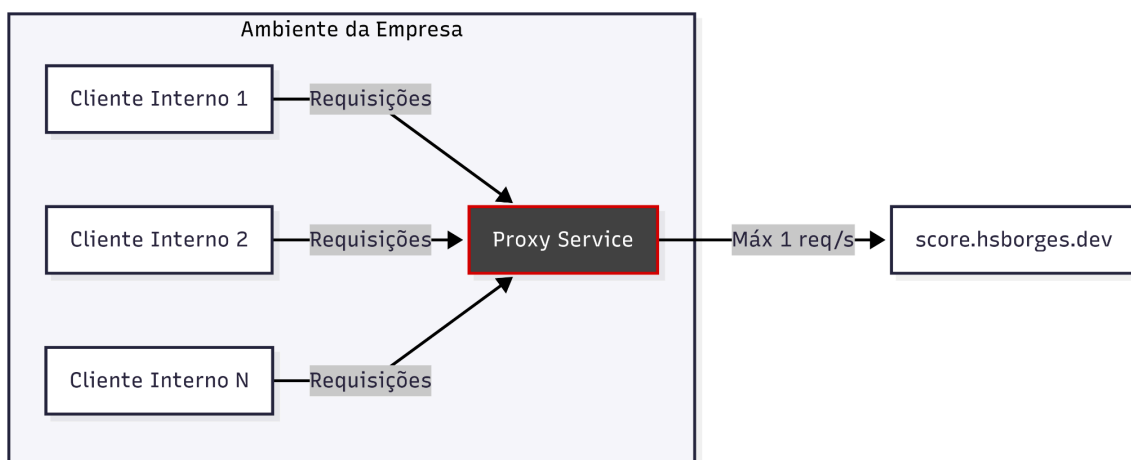 Ambiente da Empresa
Cliente Interno 1
Requisições
Cliente Interno 2
Requisições
Proxy Service
Máx 1 req/s
score.hsborges.dev
Cliente Interno N
Requisições